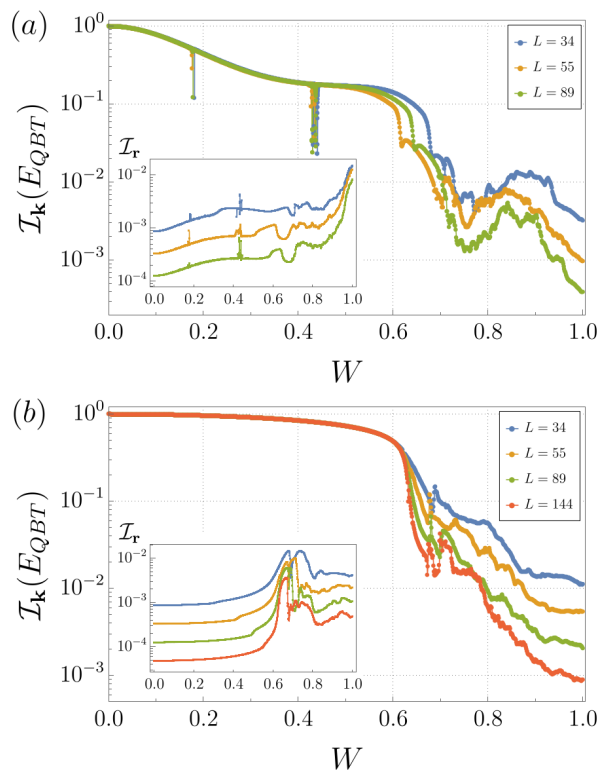 (a)
10⁰
10⁻¹
10⁻²
10⁻³
𝓘_𝐤(E_QBT)
L = 34
L = 55
L = 89
𝓘_𝐫
10⁻²
10⁻³
10⁻⁴
0.0 0.2 0.4 0.6 0.8 1.0
0.0 0.2 0.4 0.6 0.8 1.0
W
(b)
10⁰
10⁻¹
10⁻²
10⁻³
𝓘_𝐤(E_QBT)
L = 34
L = 55
L = 89
L = 144
𝓘_𝐫
10⁻²
10⁻³
10⁻⁴
0.0 0.2 0.4 0.6 0.8 1.0
0.0 0.2 0.4 0.6 0.8 1.0
W